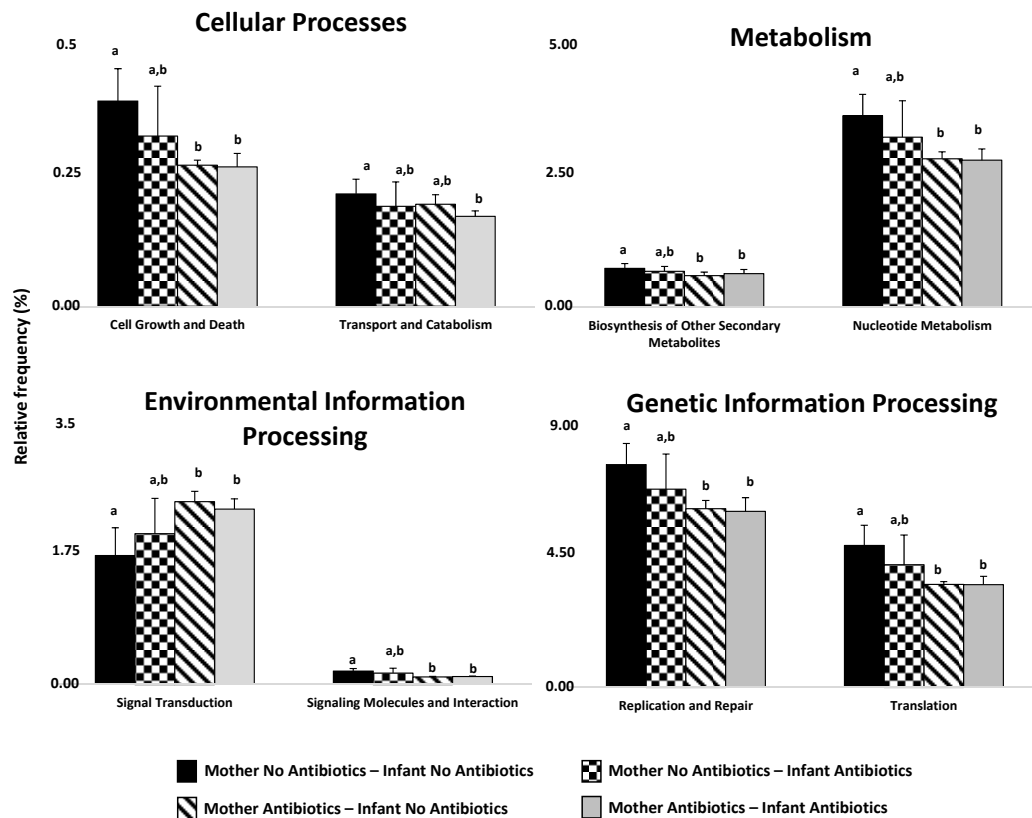 Relative frequency (%)
Cellular Processes
0.5
0.25
0.00
a
a,b
b
b
a
a,b
a,b
b
Cell Growth and Death
Transport and Catabolism
Metabolism
5.00
2.50
0.00
a
a,b
b
b
a
a,b
b
b
Biosynthesis of Other Secondary
Metabolites
Nucleotide Metabolism
Environmental Information
Processing
3.5
1.75
0.00
a
a,b
b
b
a
a,b
b
b
Signal Transduction
Signaling Molecules and Interaction
Genetic Information Processing
9.00
4.50
0.00
a
a,b
b
b
a
a,b
b
b
Replication and Repair
Translation
Mother No Antibiotics – Infant No Antibiotics
Mother No Antibiotics – Infant Antibiotics
Mother Antibiotics – Infant No Antibiotics
Mother Antibiotics – Infant Antibiotics